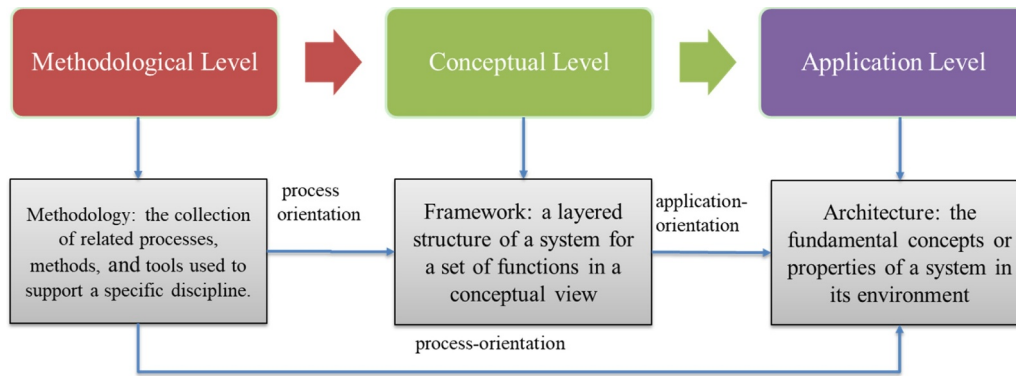 Methodological Level
Conceptual Level
Application Level
process
orientation
application-
orientation
Methodology: the collection
of related processes,
methods, and tools used to
support a specific discipline.
Framework: a layered
structure of a system for
a set of functions in a
conceptual view
Architecture: the
fundamental concepts or
properties of a system in
its environment
process-orientation